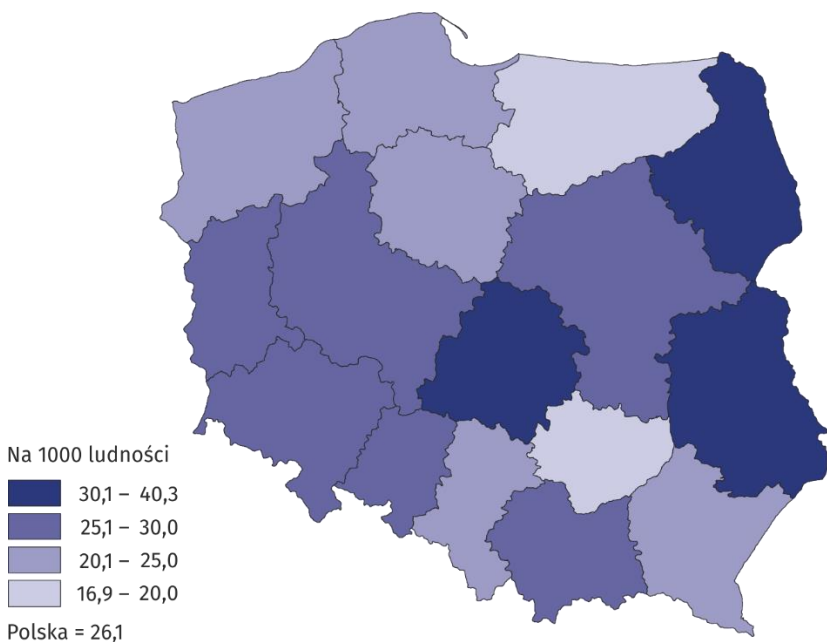 Na 1000 ludności
30,1 – 40,3
25,1 – 30,0
20,1 – 25,0
16,9 – 20,0
Polska = 26,1